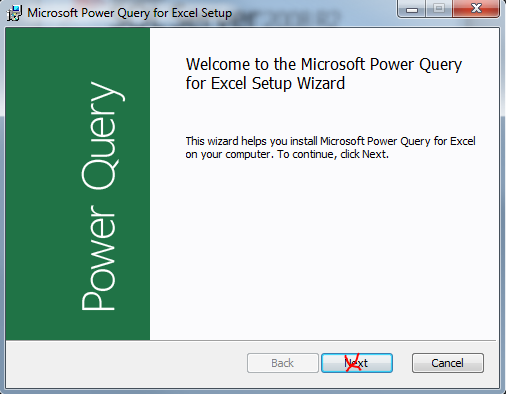 Microsoft Power Query for Excel Setup
Power Query
Welcome to the Microsoft Power Query
for Excel Setup Wizard
This wizard helps you install Microsoft Power Query for Excel
on your computer. To continue, click Next.
Back
Next
Cancel